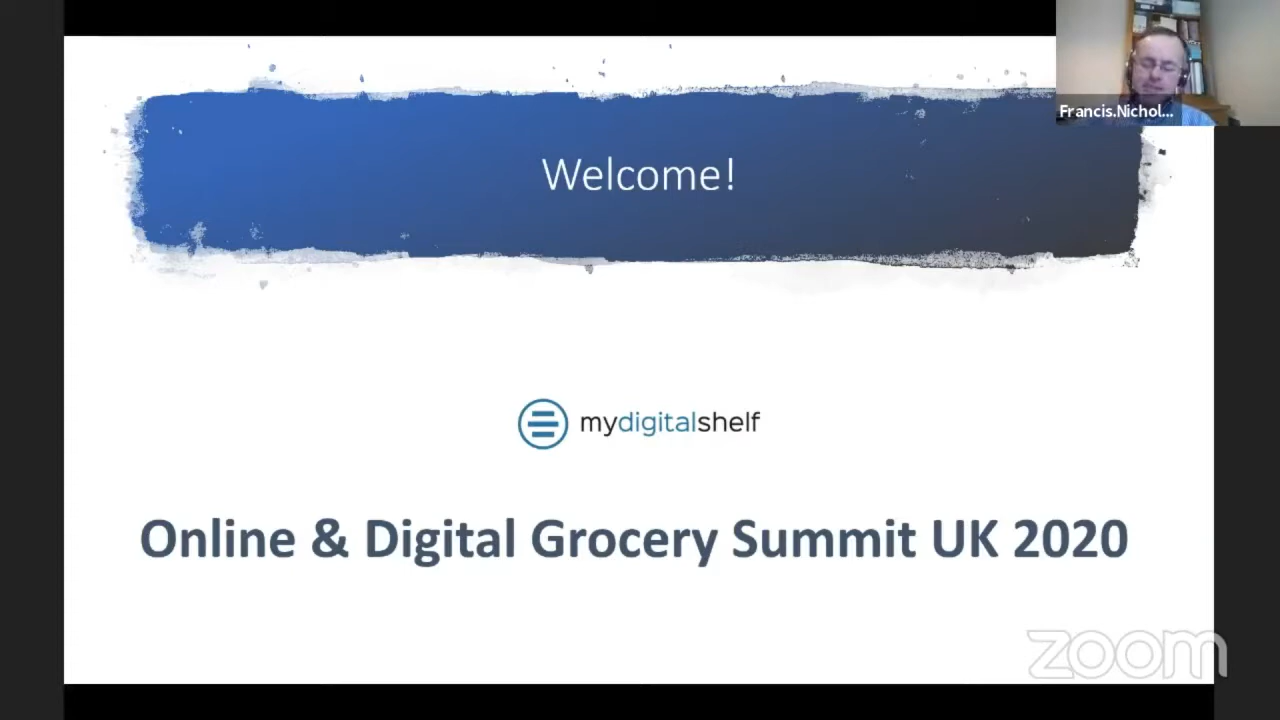 Francis.Nichol...
Welcome!
mydigitalshelf
Online & Digital Grocery Summit UK 2020
zoom